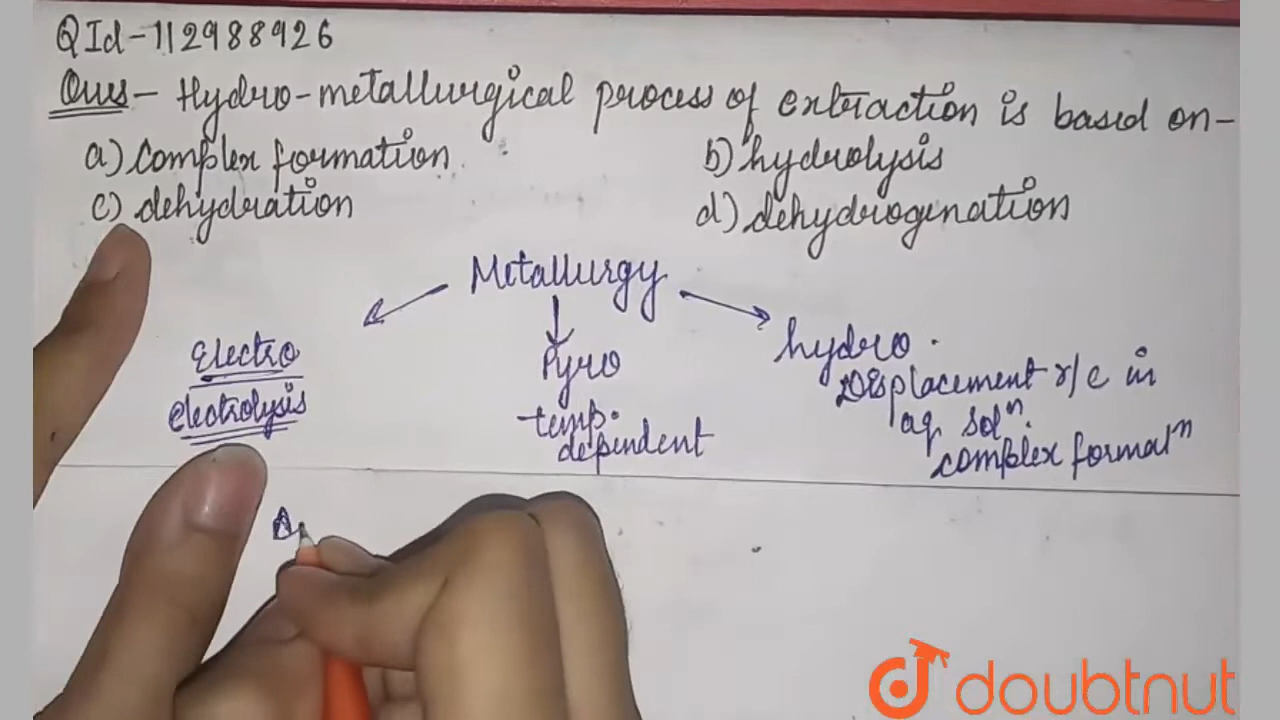 QId-112988926
Ques - Hydro-metallurgical process of extraction is based on-
a) complex formation b) hydrolysis
c) dehydration d) dehydrogenation
Metallurgy
Electro Pyro hydro.
electrolysis temp. dependent Displacement r/c in aq solⁿ.
complex formatⁿ
doubtnut